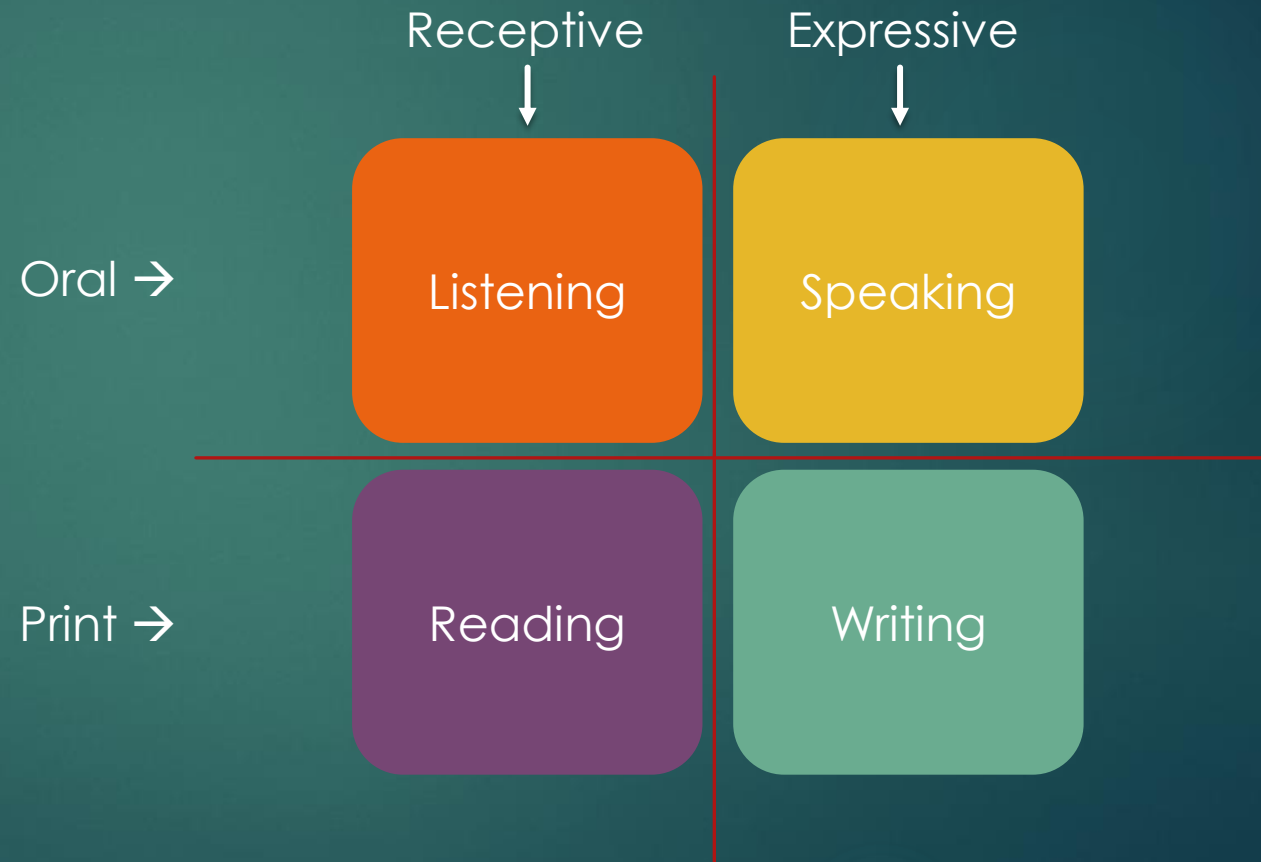 Receptive Expressive
Oral → Listening Speaking
Print → Reading Writing